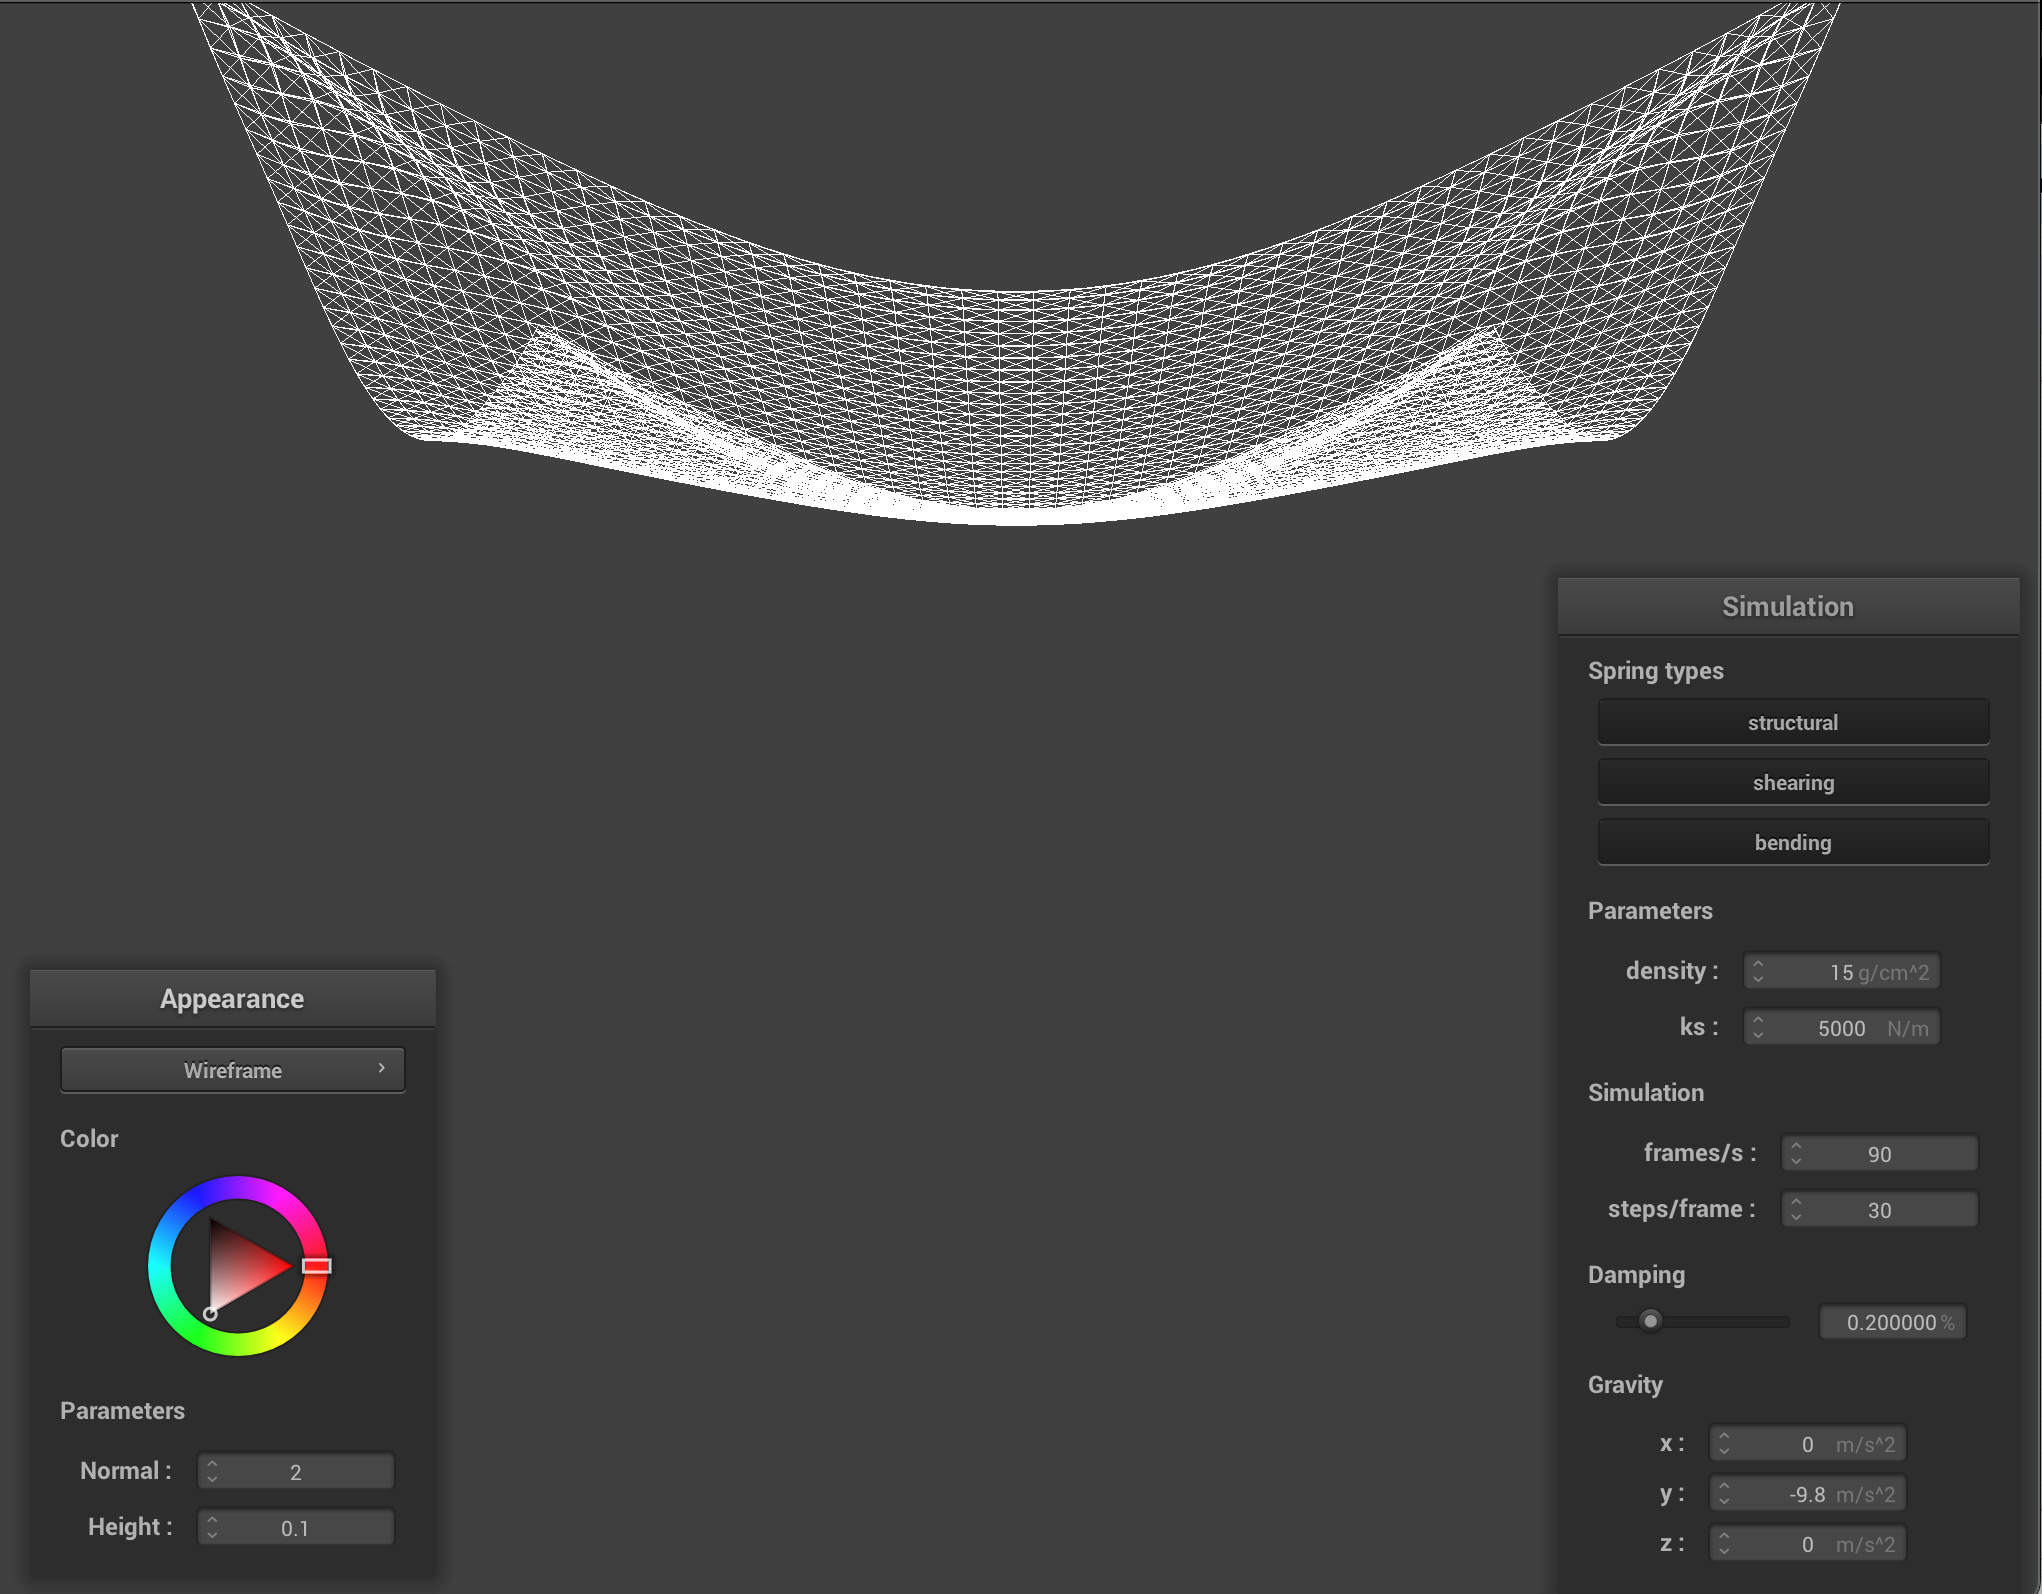 Simulation
Spring types
structural
shearing
bending
Parameters
density : 15 g/cm^2
ks : 5000 N/m
Simulation
frames/s : 90
steps/frame : 30
Damping
0.200000 %
Gravity
x : 0 m/s^2
y : -9.8 m/s^2
z : 0 m/s^2
Appearance
Wireframe ›
Color
Parameters
Normal : 2
Height : 0.1